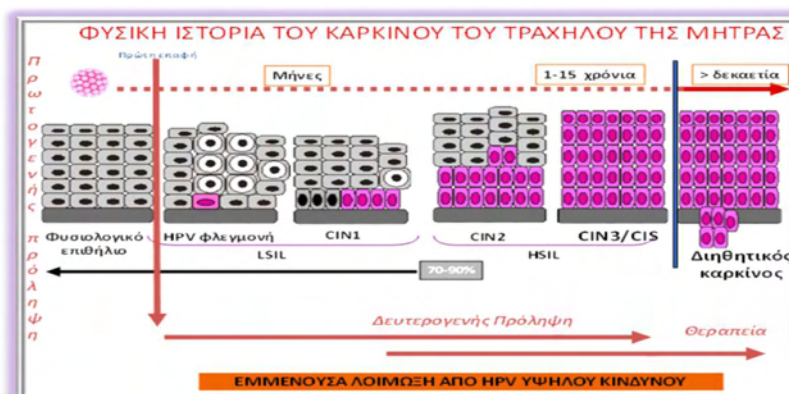 ΦΥΣΙΚΗ ΙΣΤΟΡΙΑ ΤΟΥ ΚΑΡΚΙΝΟΥ ΤΟΥ ΤΡΑΧΗΛΟΥ ΤΗΣ ΜΗΤΡΑΣ
Πρώτη επαφή
Πρωτογενής πρόληψη
Μήνες
1-15 χρόνια
> δεκαετία
Φυσιολογικό
επιθήλιο
HPV φλεγμονή
CIN1
CIN2
CIN3/CIS
Διηθητικός
καρκίνος
LSIL
HSIL
70-90%
Δευτερογενής Πρόληψη
Θεραπεία
ΕΜΜΕΝΟΥΣΑ ΛΟΙΜΩΞΗ ΑΠΟ HPV ΥΨΗΛΟΥ ΚΙΝΔΥΝΟΥ